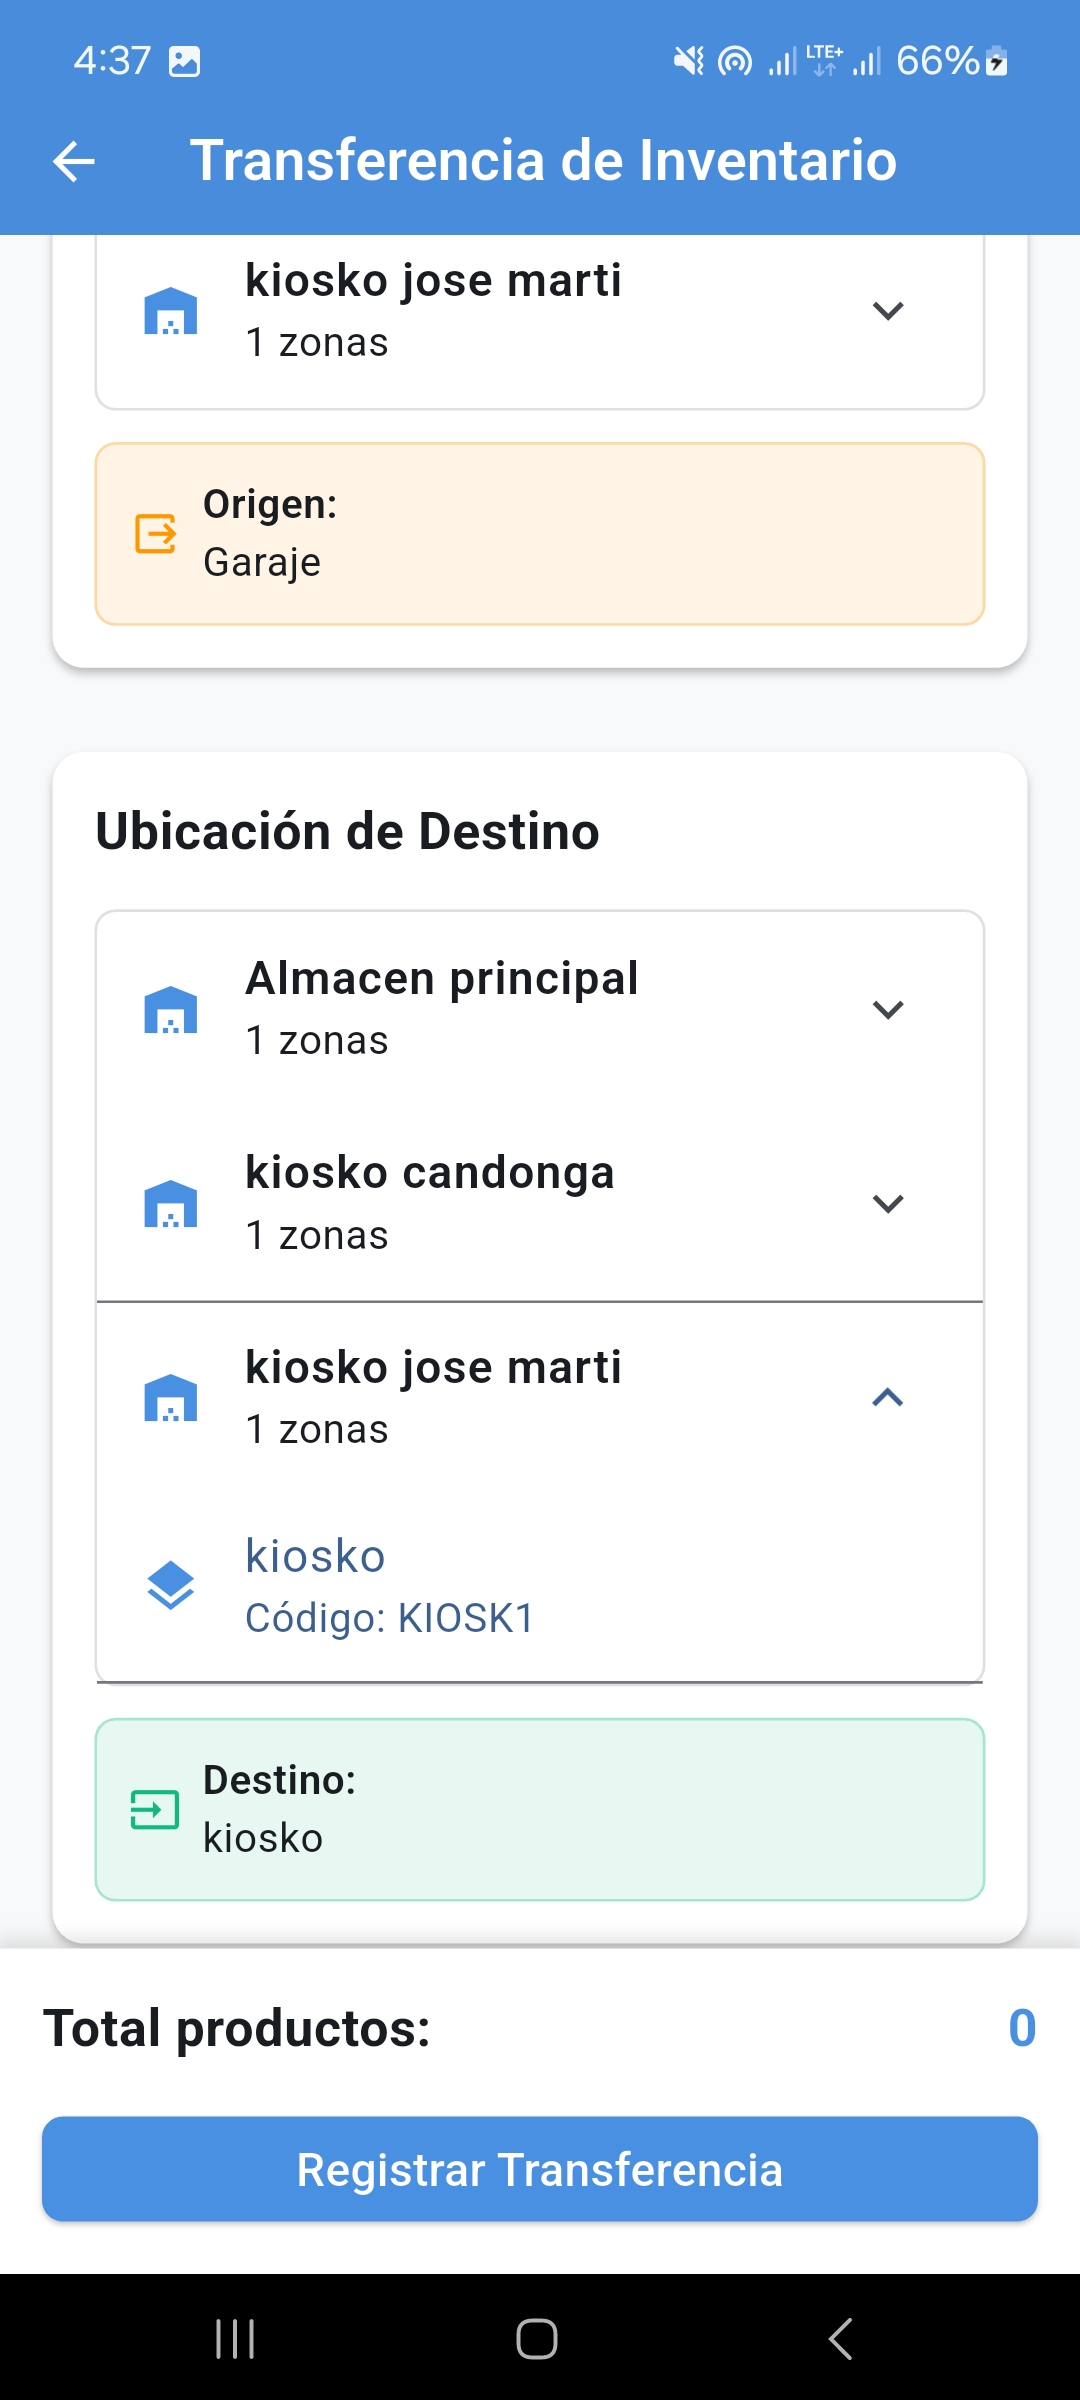 4:37 LTE+ 66%
Transferencia de Inventario
kiosko jose marti
1 zonas
Origen:
Garaje
Ubicación de Destino
Almacen principal
1 zonas
kiosko candonga
1 zonas
kiosko jose marti
1 zonas
kiosko
Código: KIOSK1
Destino:
kiosko
Total productos: 0
Registrar Transferencia